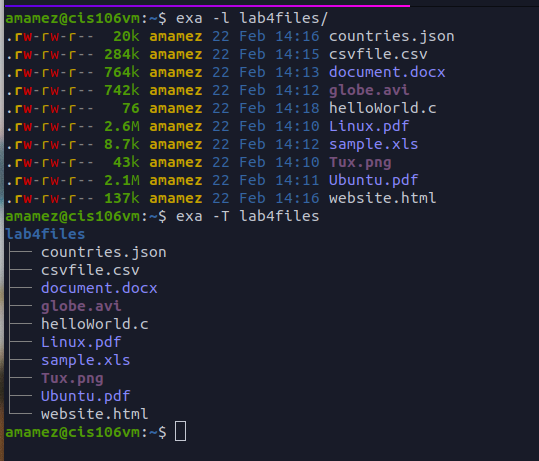 amamez@cis106vm:~$ exa -l lab4files/
.rw-rw-r-- 20k amamez 22 Feb 14:16 countries.json
.rw-rw-r-- 284k amamez 22 Feb 14:15 csvfile.csv
.rw-rw-r-- 764k amamez 22 Feb 14:13 document.docx
.rw-rw-r-- 742k amamez 22 Feb 14:12 globe.avi
.rw-rw-r-- 76 amamez 22 Feb 14:18 helloWorld.c
.rw-rw-r-- 2.6M amamez 22 Feb 14:10 Linux.pdf
.rw-rw-r-- 8.7k amamez 22 Feb 14:12 sample.xls
.rw-rw-r-- 43k amamez 22 Feb 14:10 Tux.png
.rw-rw-r-- 2.1M amamez 22 Feb 14:11 Ubuntu.pdf
.rw-rw-r-- 137k amamez 22 Feb 14:16 website.html
amamez@cis106vm:~$ exa -T lab4files
lab4files
├── countries.json
├── csvfile.csv
├── document.docx
├── globe.avi
├── helloWorld.c
├── Linux.pdf
├── sample.xls
├── Tux.png
├── Ubuntu.pdf
└── website.html
amamez@cis106vm:~$